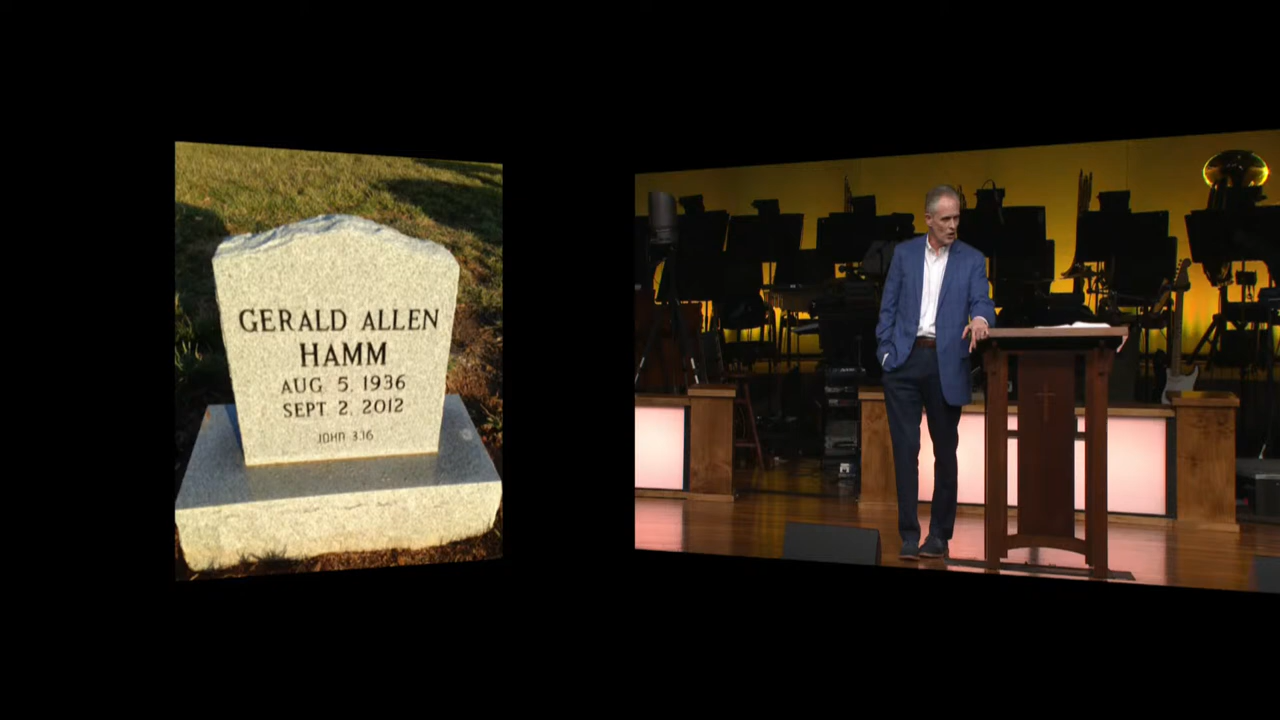 GERALD ALLEN
HAMM
AUG 5, 1936
SEPT 2, 2012
JOHN 3:16